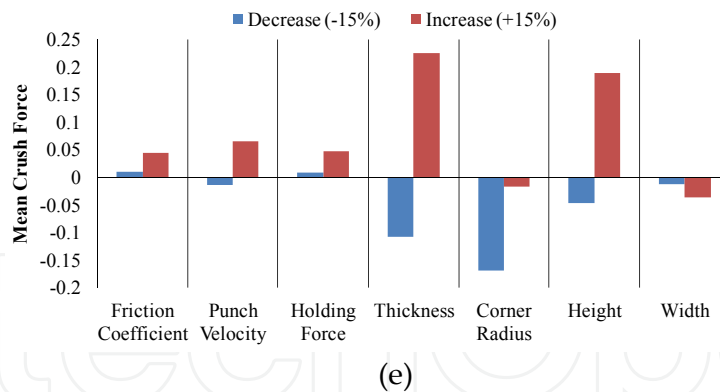 Decrease (-15%) Increase (+15%)
0.25
0.2
0.15
0.1
0.05
0
-0.05
-0.1
-0.15
-0.2
Mean Crush Force
Friction Coefficient
Punch Velocity
Holding Force
Thickness
Corner Radius
Height
Width
(e)